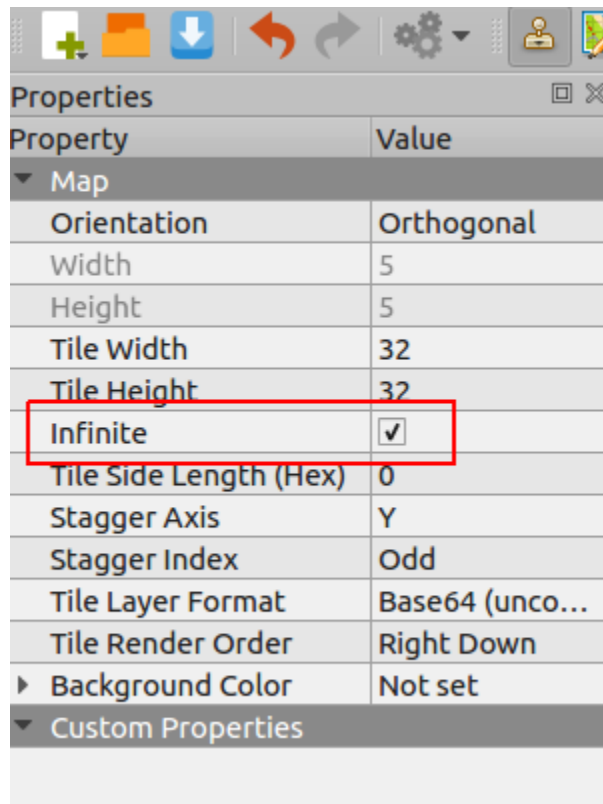 Properties
Property Value
Map
Orientation Orthogonal
Width 5
Height 5
Tile Width 32
Tile Height 32
Infinite
Tile Side Length (Hex) 0
Stagger Axis Y
Stagger Index Odd
Tile Layer Format Base64 (unco...
Tile Render Order Right Down
Background Color Not set
Custom Properties